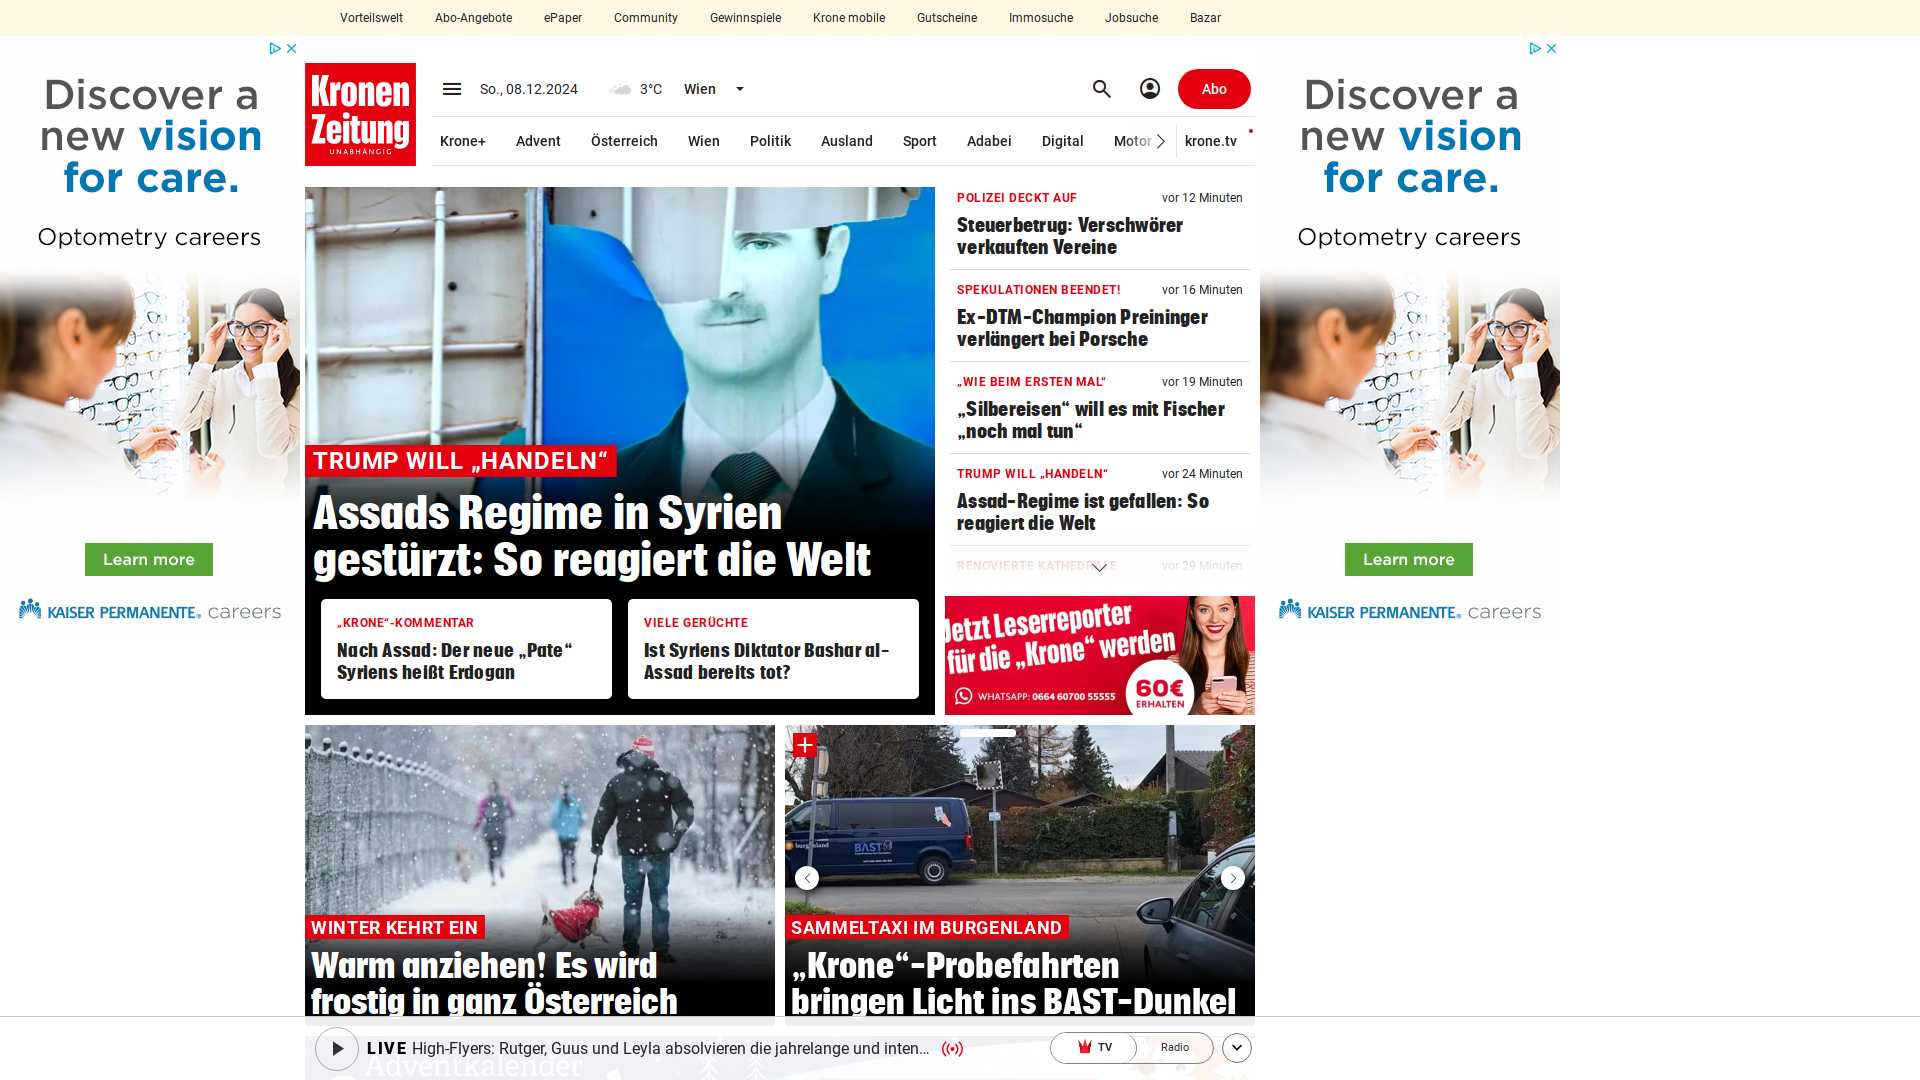 Vorteilswelt Abo-Angebote ePaper Community Gewinnspiele Krone mobile Gutscheine Immosuche Jobsuche Bazar
Discover a
new vision
for care.
Optometry careers
Learn more
KAISER PERMANENTE® careers
Kronen
Zeitung
UNABHÄNGIG
So., 08.12.2024 3°C Wien Abo
Krone+ Advent Österreich Wien Politik Ausland Sport Adabei Digital Motor krone.tv
TRUMP WILL „HANDELN“
Assads Regime in Syrien
gestürzt: So reagiert die Welt
„KRONE“-KOMMENTAR
Nach Assad: Der neue „Pate“
Syriens heißt Erdogan
VIELE GERÜCHTE
Ist Syriens Diktator Bashar al-
Assad bereits tot?
POLIZEI DECKT AUF vor 12 Minuten
Steuerbetrug: Verschwörer
verkauften Vereine
SPEKULATIONEN BEENDET! vor 16 Minuten
Ex-DTM-Champion Preininger
verlängert bei Porsche
„WIE BEIM ERSTEN MAL“ vor 19 Minuten
„Silbereisen“ will es mit Fischer
„noch mal tun“
TRUMP WILL „HANDELN“ vor 24 Minuten
Assad-Regime ist gefallen: So
reagiert die Welt
RENOVIERTE KATHEDRALE vor 29 Minuten
Jetzt Leserreporter
für die „Krone“ werden
WHATSAPP: 0664 60700 55555
60€
ERHALTEN
Discover a
new vision
for care.
Optometry careers
Learn more
KAISER PERMANENTE® careers
WINTER KEHRT EIN
Warm anziehen! Es wird
frostig in ganz Österreich
burgenland
BAST
SAMMELTAXI IM BURGENLAND
„Krone“-Probefahrten
bringen Licht ins BAST-Dunkel
LIVE High-Flyers: Rutger, Guus und Leyla absolvieren die jahrelange und inten... TV Radio
Adventkalender